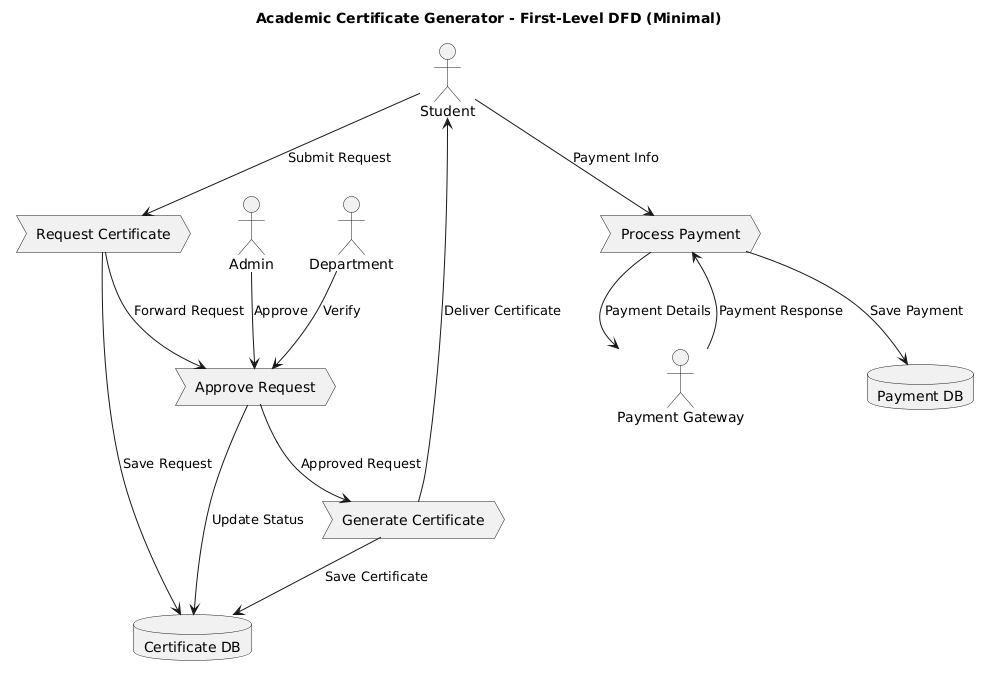 Academic Certificate Generator - First-Level DFD (Minimal)
Student
Submit Request
Payment Info
Request Certificate
Admin
Department
Process Payment
Forward Request
Approve
Verify
Deliver Certificate
Payment Details
Payment Response
Save Payment
Approve Request
Payment Gateway
Payment DB
Save Request
Approved Request
Update Status
Generate Certificate
Save Certificate
Certificate DB